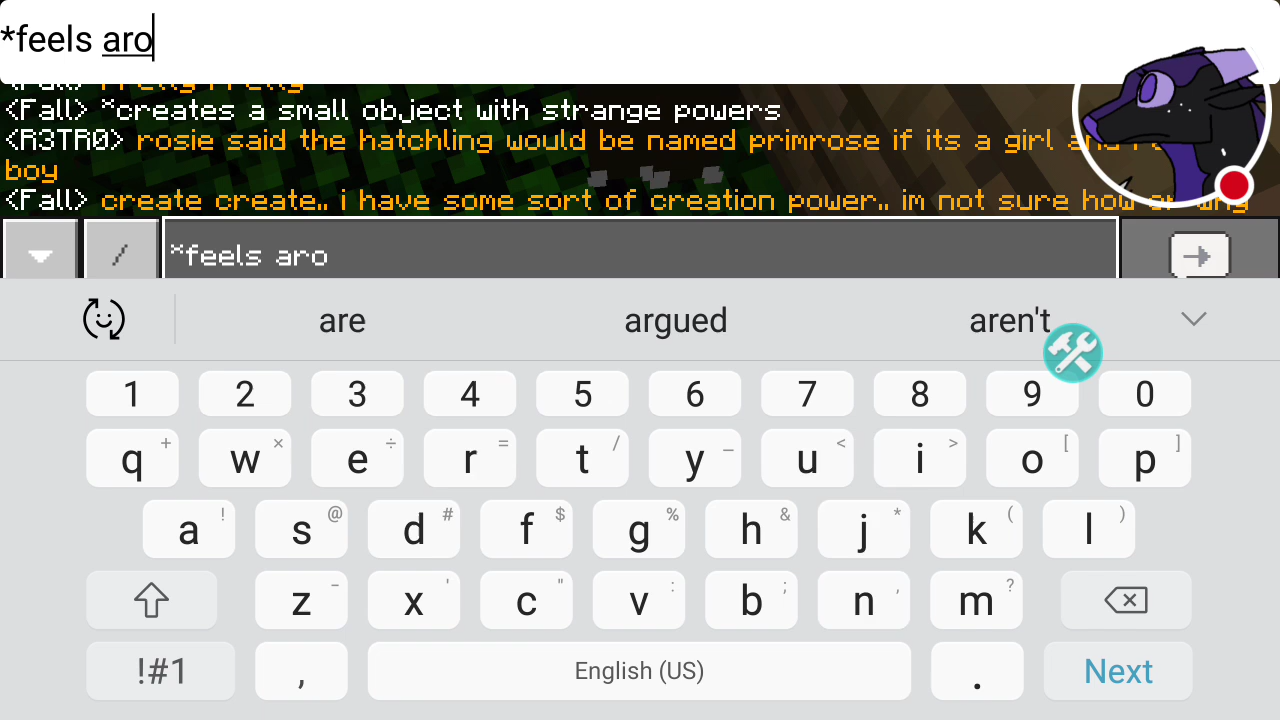 *feels aro
<Fall> *creates a small object with strange powers
<R3TR0> rosie said the hatchling would be named primrose if its a girl and
boy
<Fall> create create.. i have some sort of creation power.. im not sure how
/
*feels aro
are argued aren't
1 2 3 4 5 6 7 8 9 0
q + w × e ÷ r = t / y _ u < i > o [ p ]
a ! s @ d # f $ g % h & j * k ( l )
z - x ' c " v : b ; n , m ?
!#1 , English (US) . Next